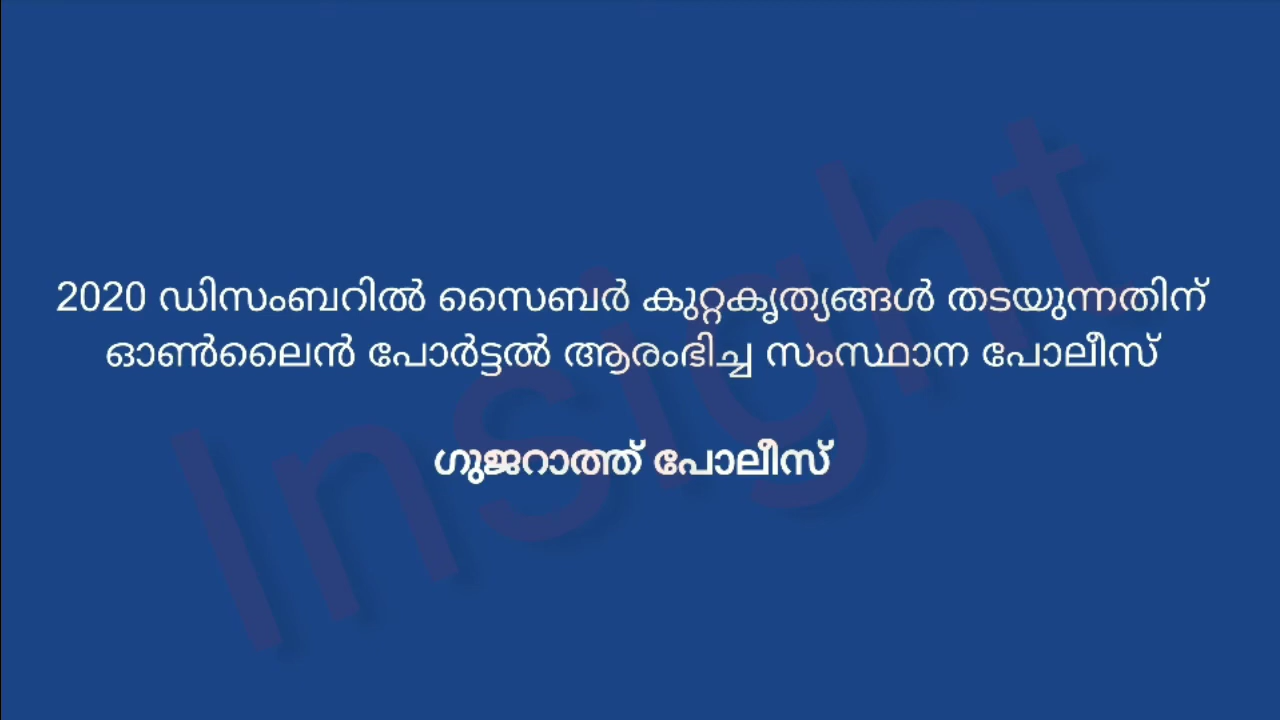 2020 ഡിസംബറിൽ സൈബർ കുറ്റകൃത്യങ്ങൾ തടയുന്നതിന്
ഓൺലൈൻ പോർട്ടൽ ആരംഭിച്ച സംസ്ഥാന പോലീസ്
ഗുജറാത്ത് പോലീസ്
Insight